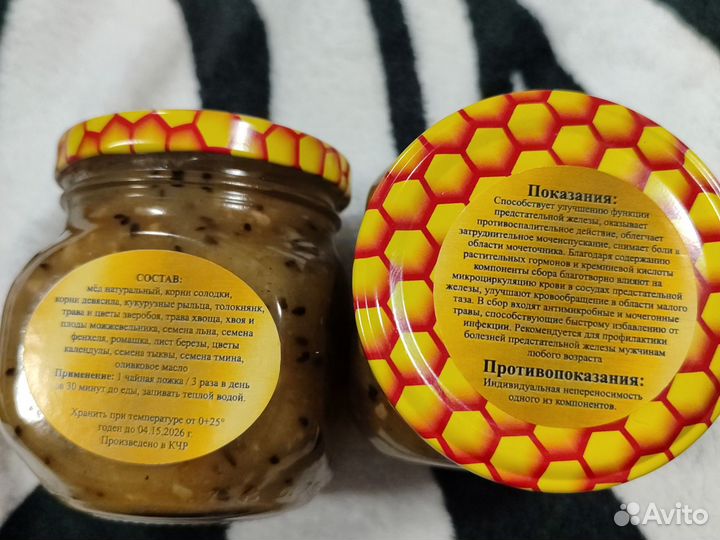 СОСТАВ:
мёд натуральный, корни солодки,
корни девясила, кукурузные рыльца, толокнянк
трава и цветы зверобоя, трава хвоща, хвоя и
плоды можжевельника, семена льна, семена
фенхеля, ромашка, лист березы, цветы
календулы, семена тыквы, семена тмина,
оливковое масло
Применение: 1 чайная ложка / 3 раза в день
за 30 минут до еды, запивать теплой водой.
Хранить при температуре от 0+25°
годен до 04.15.2026 г.
Произведено в КЧР
Показания:
Способствует улучшению функции
предстательной железы, оказывает
противоспалительное действие, облегчает
затруднительное мочеиспускание, снимает боли в
области мочеточника. Благодаря содержанию
растительных гормонов и кремниевой кислоты
компоненты сбора благотворно влияют на
микроциркуляцию крови в сосудах предстательной
железы, улучшают кровообращение в области малого
таза. В сбор входят антимикробные и мочегонные
травы, способствующие быстрому избавлению от
инфекции. Рекомендуется для профилактики
болезней предстательной железы мужчинам
любого возраста
Противопоказания:
Индивидуальная непереносимость
одного из компонентов.
Avito